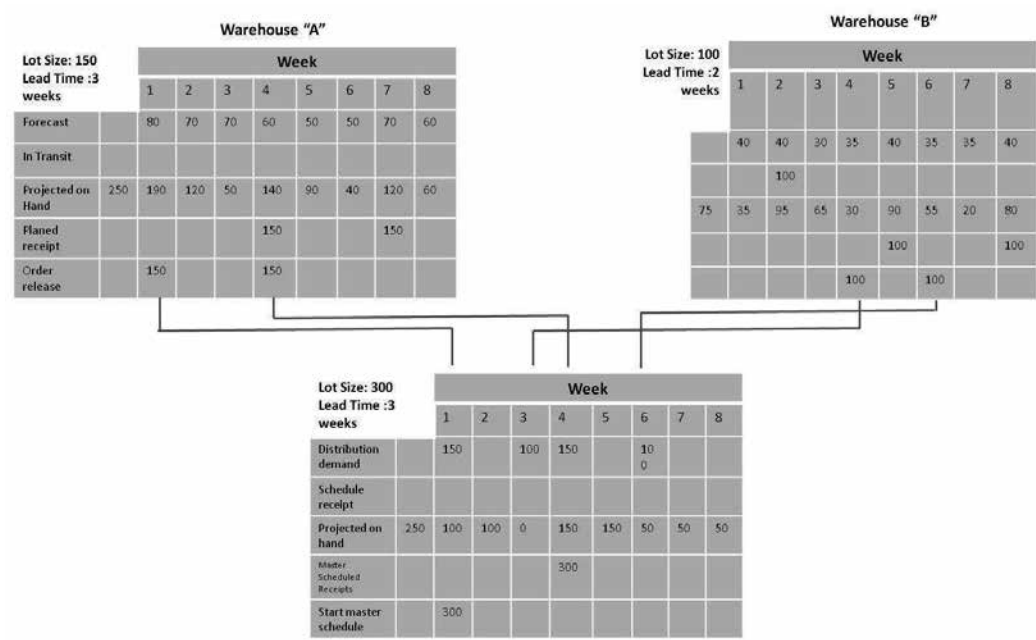 Warehouse "A"
Lot Size: 150
Lead Time :3
weeks
Week
1 2 3 4 5 6 7 8
Forecast 80 70 70 60 50 50 70 60
In Transit
Projected on
Hand 250 190 120 50 140 90 40 120 60
Planed
receipt 150 150
Order
release 150 150
Warehouse "B"
Lot Size: 100
Lead Time :2
weeks
Week
1 2 3 4 5 6 7 8
40 40 30 35 40 35 35 40
100
75 35 95 65 30 90 55 20 80
100 100
100 100
Lot Size: 300
Lead Time :3
weeks
Week
1 2 3 4 5 6 7 8
Distribution
demand 150 100 150 10
0
Schedule
receipt
Projected on
hand 250 100 100 0 150 150 50 50 50
Master
Scheduled
Receipts 300
Start master
schedule 300